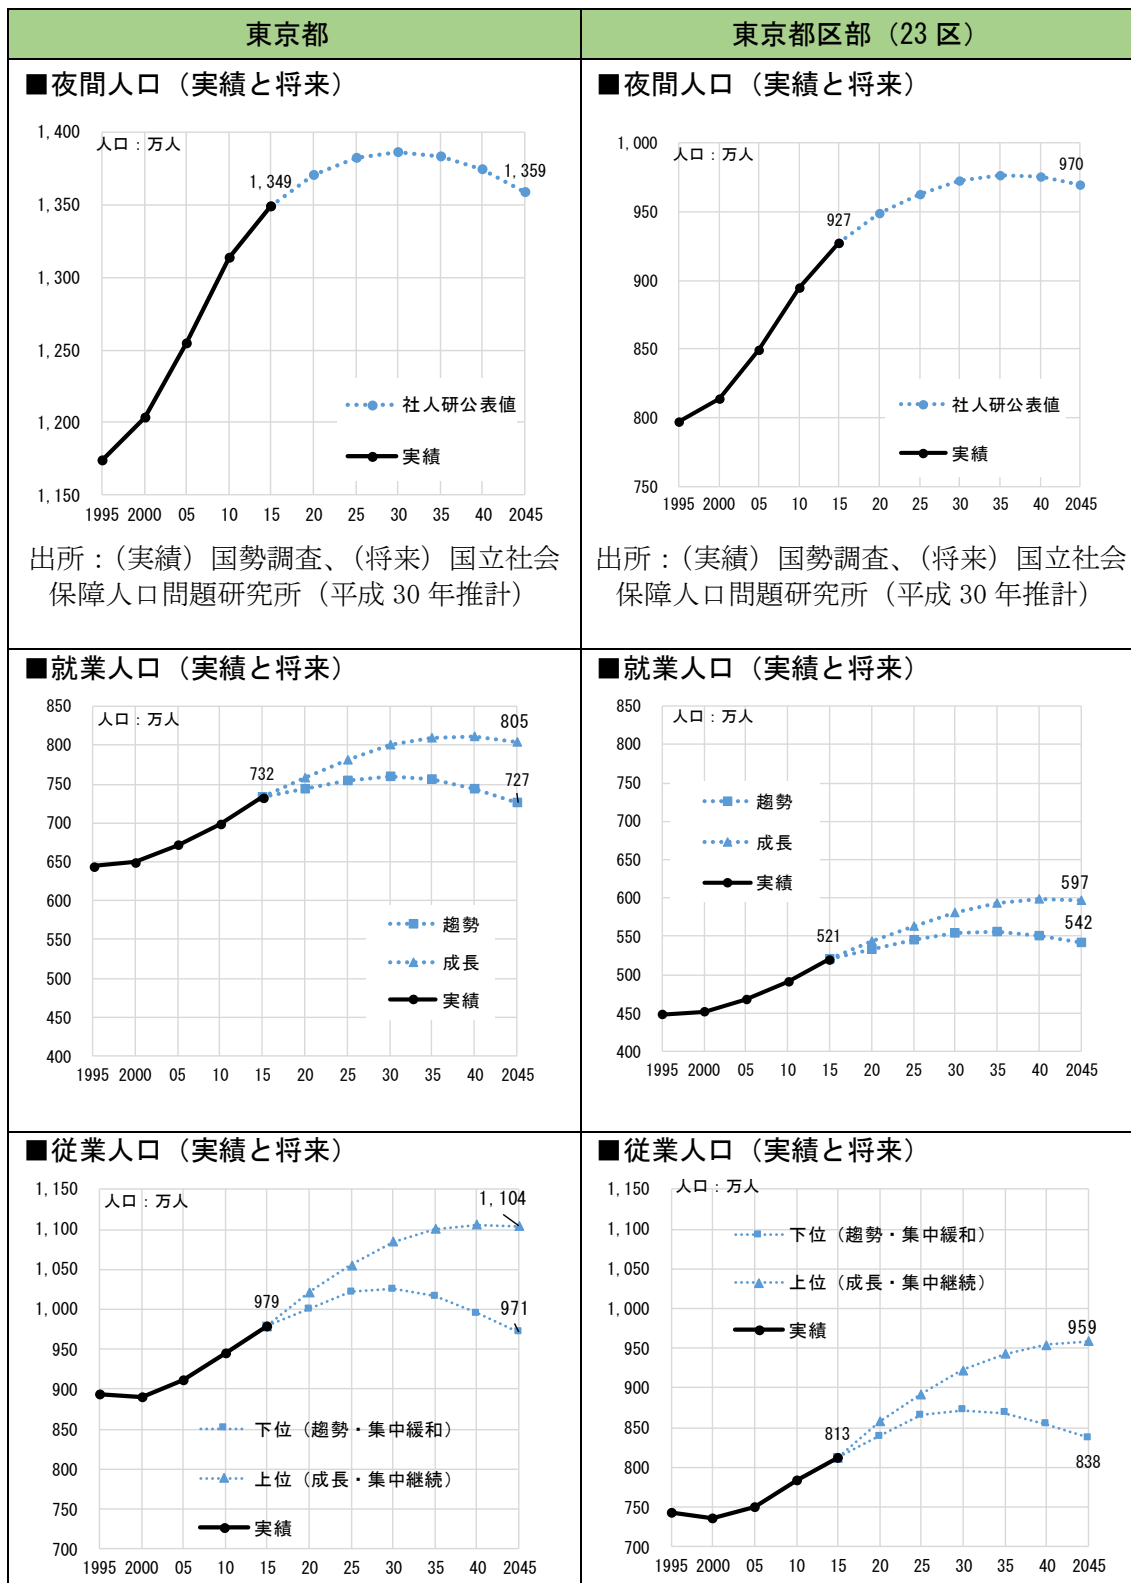 東京都
東京都区部（23 区）
■夜間人口（実績と将来）
人口：万人
1,400
1,350
1,300
1,250
1,200
1,150
1,349
1,359
社人研公表値
実績
1995 2000 05 10 15 20 25 30 35 40 2045
出所：（実績）国勢調査、（将来）国立社会
保障人口問題研究所（平成 30 年推計）
■夜間人口（実績と将来）
人口：万人
1,000
950
900
850
800
750
927
970
社人研公表値
実績
1995 2000 05 10 15 20 25 30 35 40 2045
出所：（実績）国勢調査、（将来）国立社会
保障人口問題研究所（平成 30 年推計）
■就業人口（実績と将来）
人口：万人
850
800
750
700
650
600
550
500
450
400
732
805
727
趨勢
成長
実績
1995 2000 05 10 15 20 25 30 35 40 2045
■就業人口（実績と将来）
人口：万人
850
800
750
700
650
600
550
500
450
400
趨勢
成長
実績
521
597
542
1995 2000 05 10 15 20 25 30 35 40 2045
■従業人口（実績と将来）
人口：万人
1,150
1,100
1,050
1,000
950
900
850
800
750
700
979
1,104
971
下位（趨勢・集中緩和）
上位（成長・集中継続）
実績
1995 2000 05 10 15 20 25 30 35 40 2045
■従業人口（実績と将来）
人口：万人
1,150
1,100
1,050
1,000
950
900
850
800
750
700
下位（趨勢・集中緩和）
上位（成長・集中継続）
実績
813
959
838
1995 2000 05 10 15 20 25 30 35 40 2045